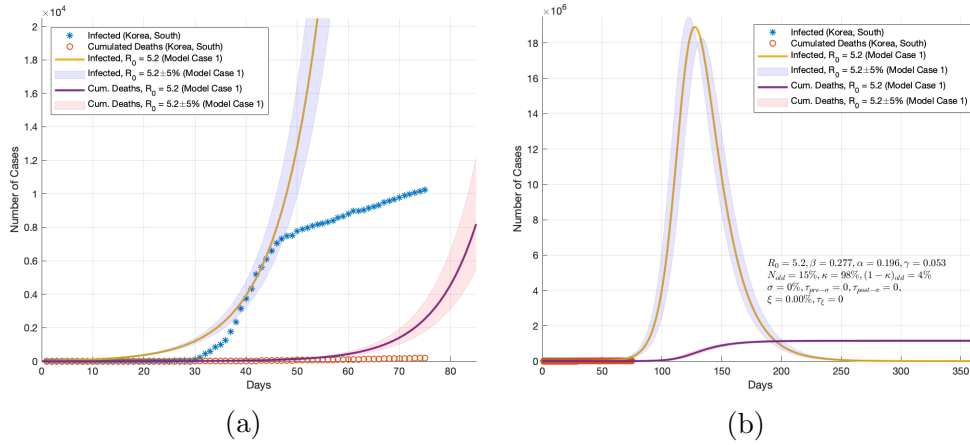 2
1.8
1.6
1.4
1.2
1
0.8
0.6
0.4
0.2
0
×10⁴
Number of Cases
0 10 20 30 40 50 60 70 80
Days
Infected (Korea, South)
Cumulated Deaths (Korea, South)
Infected, R₀ = 5.2 (Model Case 1)
Infected, R₀ = 5.2±5% (Model Case 1)
Cum. Deaths, R₀ = 5.2 (Model Case 1)
Cum. Deaths, R₀ = 5.2±5% (Model Case 1)
(a)
×10⁶
18
16
14
12
10
8
6
4
2
0
Number of Cases
0 50 100 150 200 250 300 350
Days
Infected (Korea, South)
Cumulated Deaths (Korea, South)
Infected, R₀ = 5.2 (Model Case 1)
Infected, R₀ = 5.2±5% (Model Case 1)
Cum. Deaths, R₀ = 5.2 (Model Case 1)
Cum. Deaths, R₀ = 5.2±5% (Model Case 1)
R₀ = 5.2, β = 0.277, α = 0.196, γ = 0.053
N_old = 15%, κ = 98%, (1 − κ)_old = 4%
σ = 0%, τ_pre−σ = 0, τ_post−σ = 0,
ξ = 0.00%, τ_ξ = 0
(b)